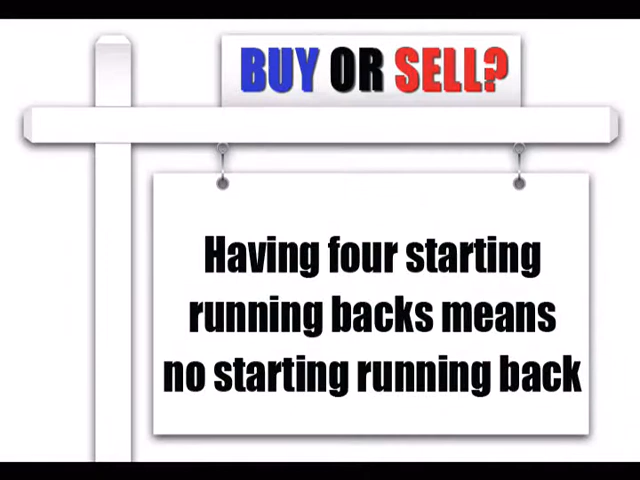 BUY OR SELL?
Having four starting
running backs means
no starting running back